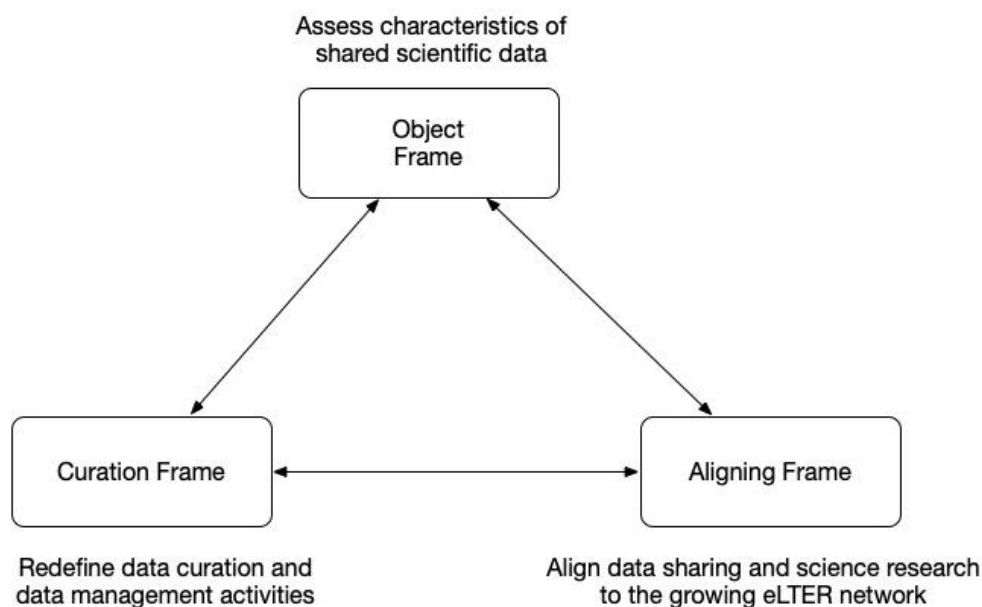 Assess characteristics of
shared scientific data
Object
Frame
Curation Frame
Aligning Frame
Redefine data curation and
data management activities
Align data sharing and science research
to the growing eLTER network